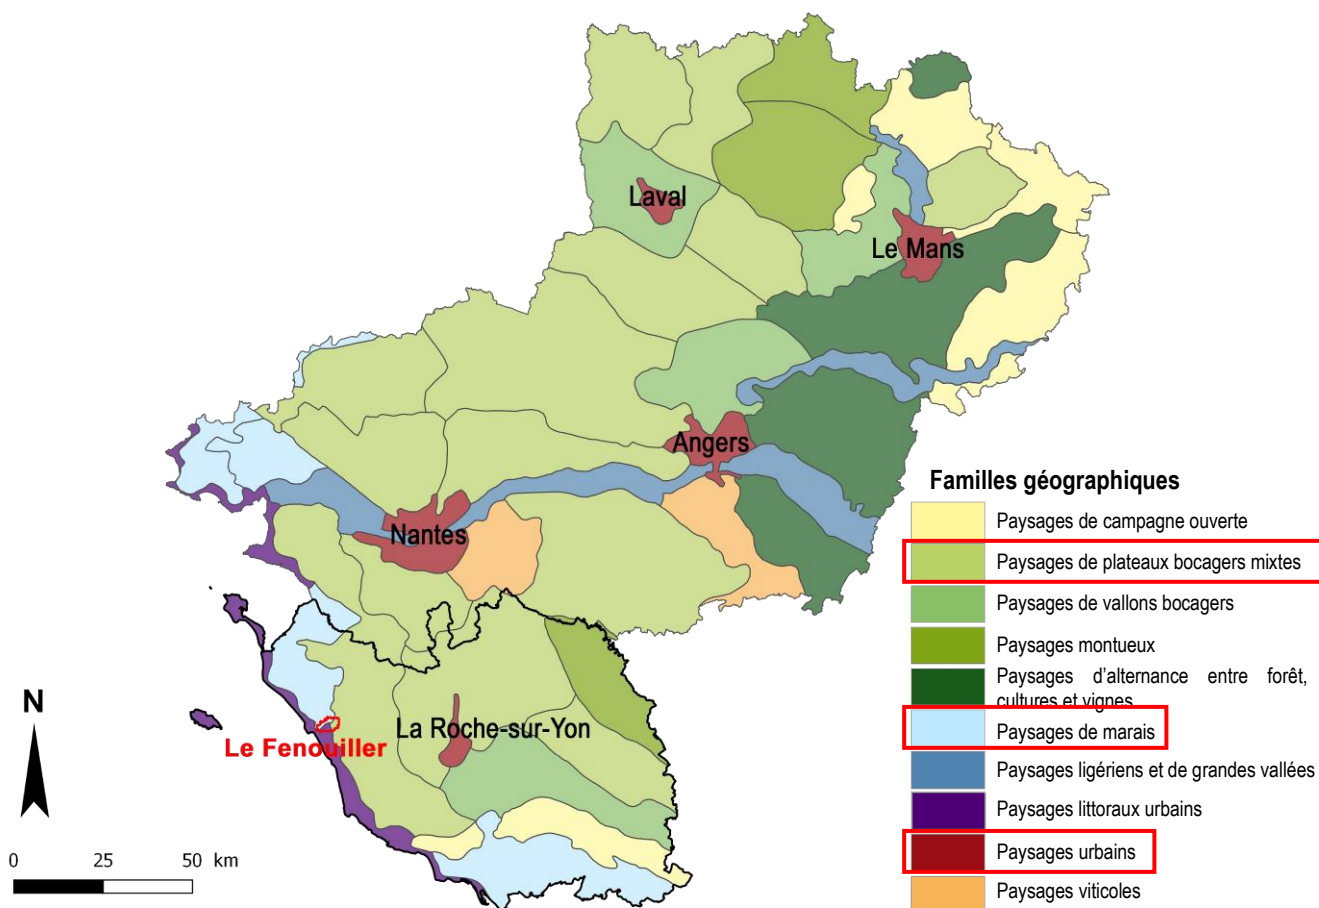 Laval
Le Mans
Angers
Nantes
La Roche-sur-Yon
Le Fenouiller
N
0 25 50 km
Familles géographiques
Paysages de campagne ouverte
Paysages de plateaux bocagers mixtes
Paysages de vallons bocagers
Paysages montueux
Paysages d'alternance entre forêt,
cultures et vignes
Paysages de marais
Paysages ligériens et de grandes vallées
Paysages littoraux urbains
Paysages urbains
Paysages viticoles